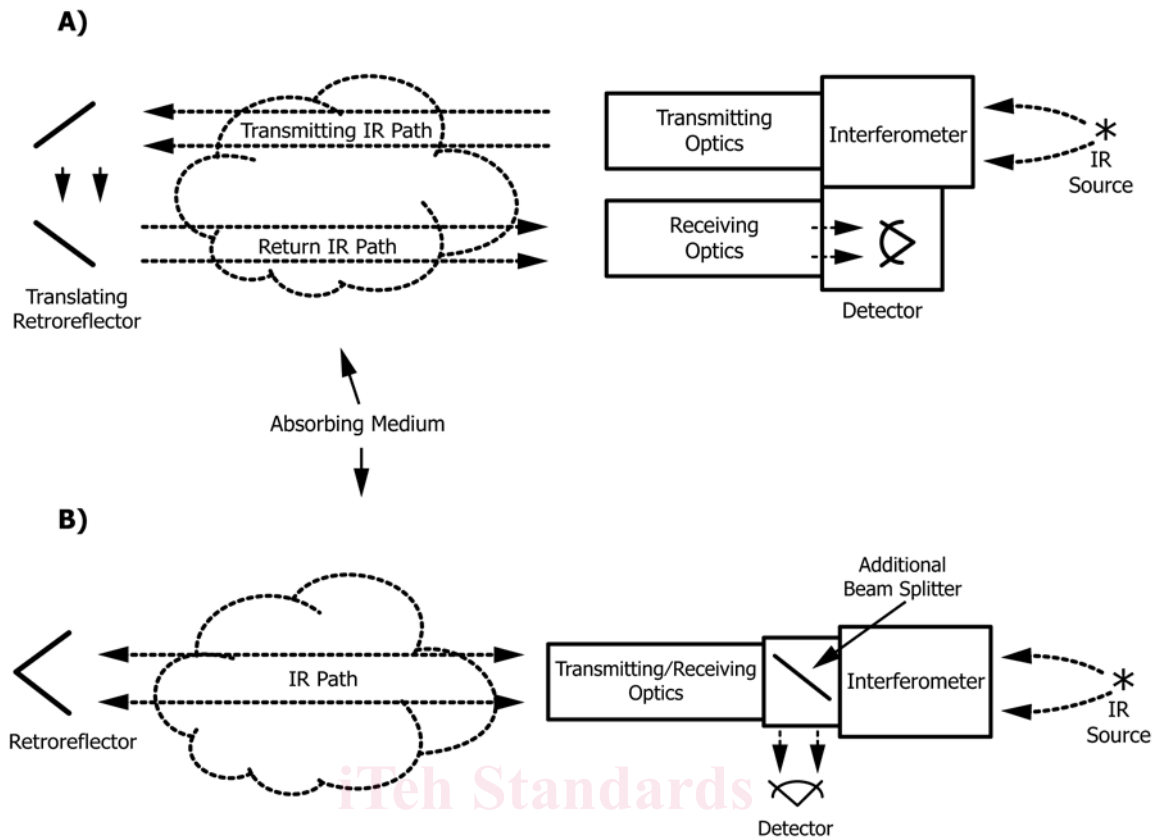 A)
Transmitting IR Path
Transmitting
Optics
Interferometer
*
IR
Source
Return IR Path
Receiving
Optics
Translating
Retroreflector
Detector
Absorbing Medium
B)
Additional
Beam Splitter
IR Path
Transmitting/Receiving
Optics
Interferometer
*
IR
Source
Retroreflector
iTeh Standards
Detector